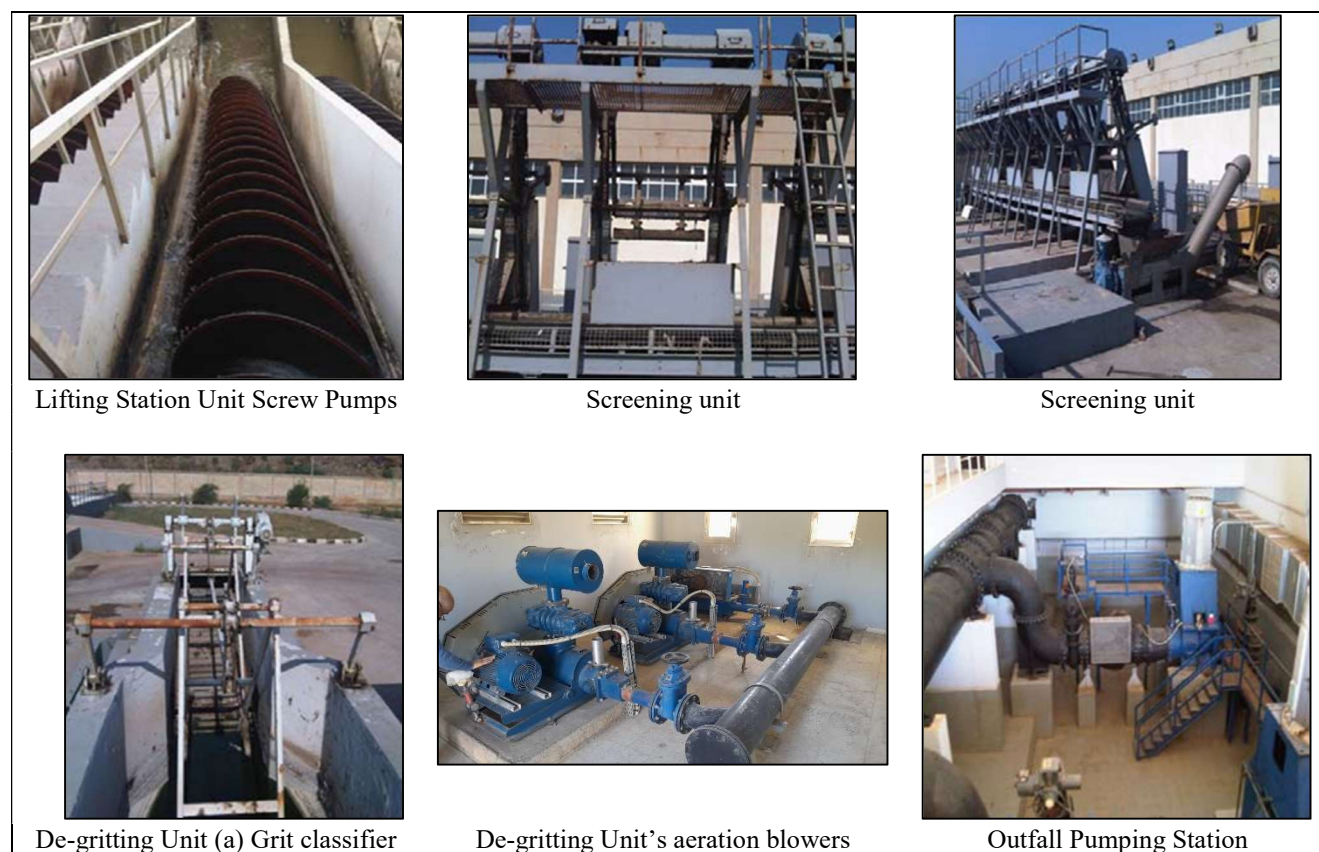 Lifting Station Unit Screw Pumps
Screening unit
Screening unit
De-gritting Unit (a) Grit classifier
De-gritting Unit’s aeration blowers
Outfall Pumping Station